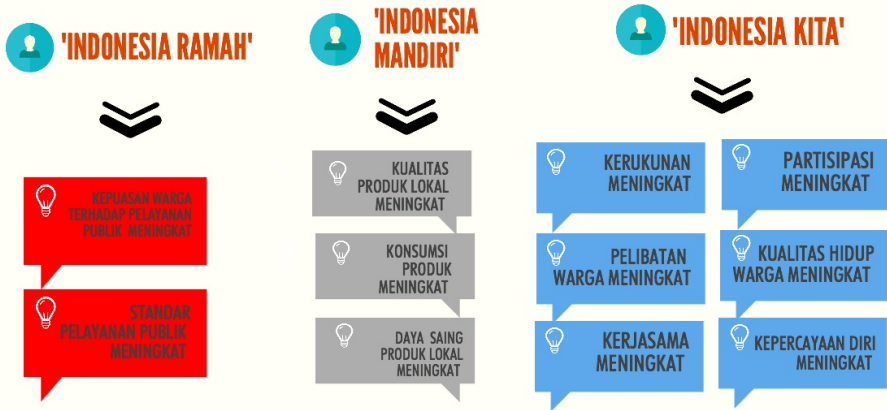 'INDONESIA RAMAH'
KEPUASAN WARGA
TERHADAP PELAYANAN
PUBLIK MENINGKAT
STANDAR
PELAYANAN PUBLIK
MENINGKAT
'INDONESIA
MANDIRI'
KUALITAS
PRODUK LOKAL
MENINGKAT
KONSUMSI
PRODUK
MENINGKAT
DAYA SAING
PRODUK LOKAL
MENINGKAT
'INDONESIA KITA'
KERUKUNAN
MENINGKAT
PARTISIPASI
MENINGKAT
PELIBATAN
WARGA MENINGKAT
KUALITAS HIDUP
WARGA MENINGKAT
KERJASAMA
MENINGKAT
KEPERCAYAAN DIRI
MENINGKAT